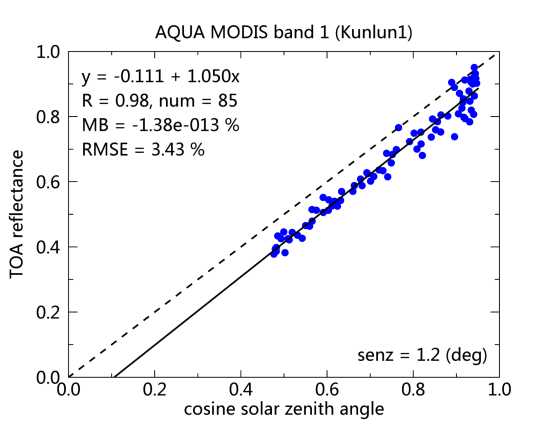 AQUA MODIS band 1 (Kunlun1)
1.0
y = -0.111 + 1.050x
R = 0.98, num = 85
MB = -1.38e-013 %
RMSE = 3.43 %
0.8
0.6
TOA reflectance
0.4
0.2
senz = 1.2 (deg)
0.0
0.0 0.2 0.4 0.6 0.8 1.0
cosine solar zenith angle